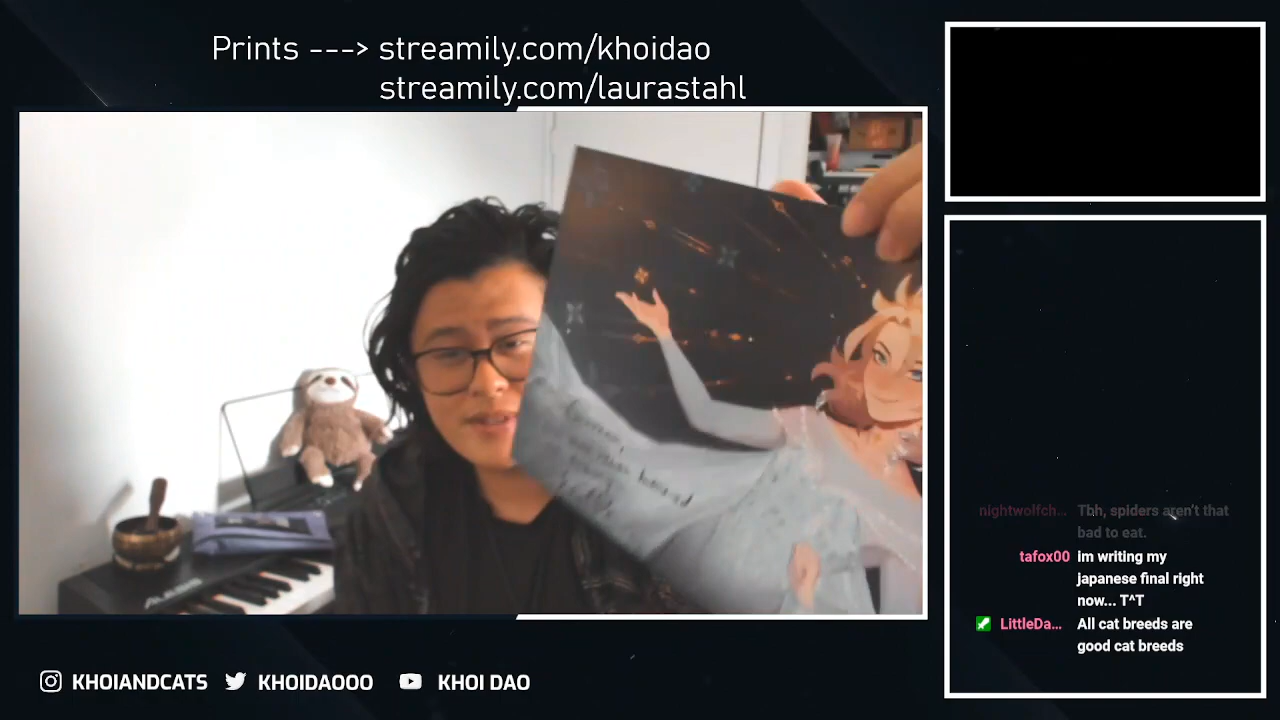 Prints ---> streamily.com/khoidao
streamily.com/laurastahl
nightwolfch... Tbh, spiders aren't that
bad to eat.
tafox00 im writing my
japanese final right
now... T^T
LittleDa... All cat breeds are
good cat breeds
KHOIANDCATS KHOIDAOOO KHOI DAO